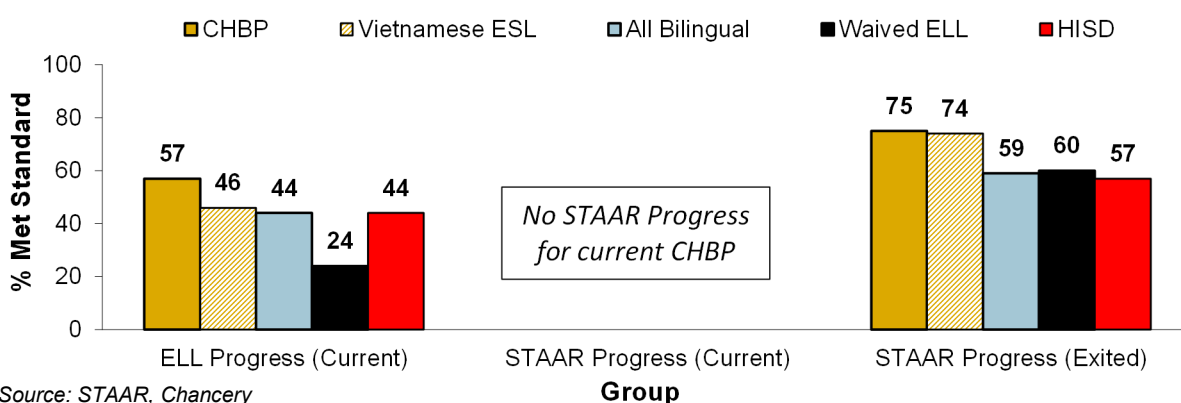 CHBP Vietnamese ESL All Bilingual Waived ELL HISD
100
80
60
40
20
0
% Met Standard
57
46
44
24
44
No STAAR Progress
for current CHBP
75
74
59
60
57
ELL Progress (Current) STAAR Progress (Current) STAAR Progress (Exited)
Source: STAAR, Chancery
Group